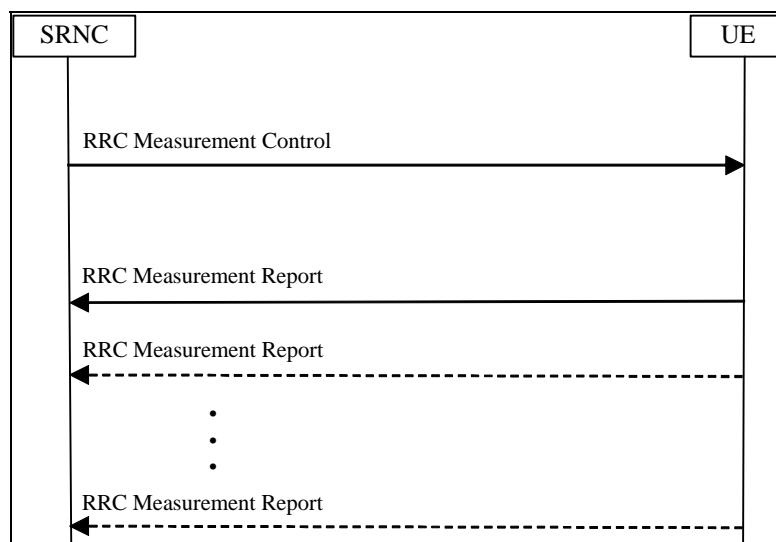 SRNC
UE
RRC Measurement Control
RRC Measurement Report
RRC Measurement Report
RRC Measurement Report